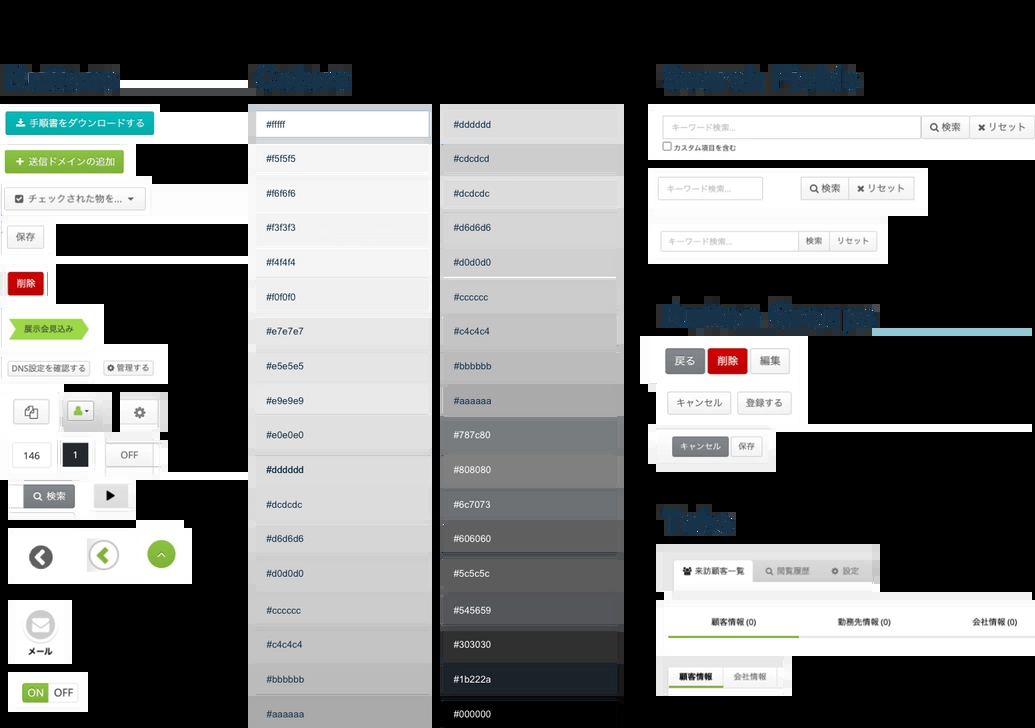 Buttons
手順書をダウンロードする
送信ドメインの追加
チェックされた物を...
保存
削除
展示会見込み
DNS設定を確認する
管理する
146
1
OFF
検索
メール
ON OFF
Colors
#fffff
#f5f5f5
#f6f6f6
#f3f3f3
#f4f4f4
#f0f0f0
#e7e7e7
#e5e5e5
#e9e9e9
#e0e0e0
#dddddd
#dcdcdc
#d6d6d6
#d0d0d0
#cccccc
#c4c4c4
#bbbbbb
#aaaaaa
#dddddd
#cdcdcd
#dcdcdc
#d6d6d6
#d0d0d0
#cccccc
#c4c4c4
#bbbbbb
#aaaaaa
#787c80
#808080
#6c7073
#606060
#5c5c5c
#545659
#303030
#1b222a
#000000
Search Fields
キーワード検索... 検索 リセット
カスタム項目を含む
キーワード検索... 検索 リセット
キーワード検索... 検索 リセット
Button Groups
戻る 削除 編集
キャンセル 登録する
キャンセル 保存
Tabs
来訪顧客一覧 閲覧履歴 設定
顧客情報 (0) 勤務先情報 (0) 会社情報 (0)
顧客情報 会社情報